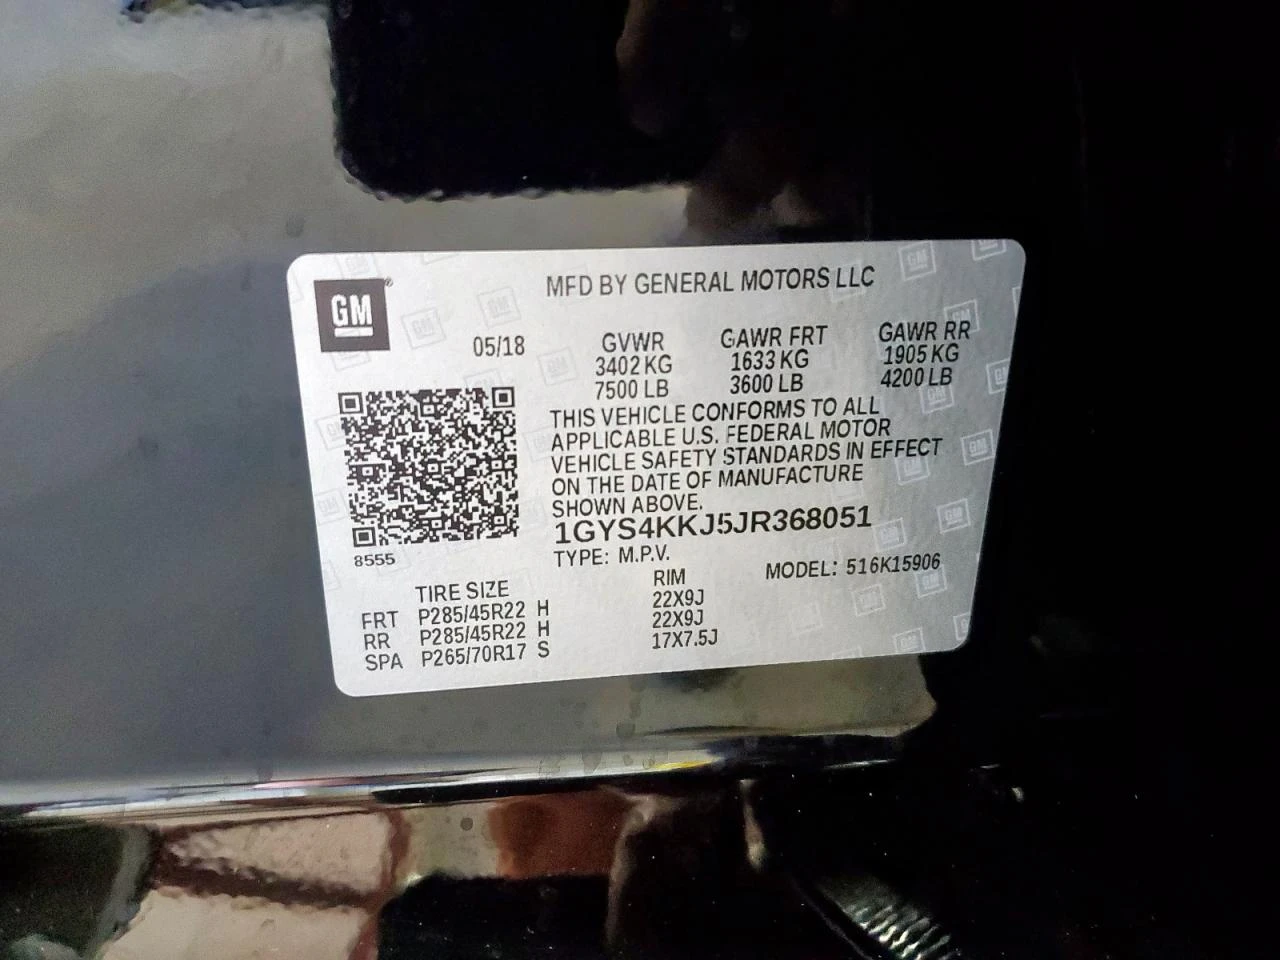 GM
MFD BY GENERAL MOTORS LLC
05/18 GVWR GAWR FRT GAWR RR
3402 KG 1633 KG 1905 KG
7500 LB 3600 LB 4200 LB
THIS VEHICLE CONFORMS TO ALL
APPLICABLE U.S. FEDERAL MOTOR
VEHICLE SAFETY STANDARDS IN EFFECT
ON THE DATE OF MANUFACTURE
SHOWN ABOVE.
1GYS4KKJ5JR368051
8555
TYPE: M.P.V. MODEL: 516K15906
TIRE SIZE RIM
FRT P285/45R22 H 22X9J
RR P285/45R22 H 22X9J
SPA P265/70R17 S 17X7.5J